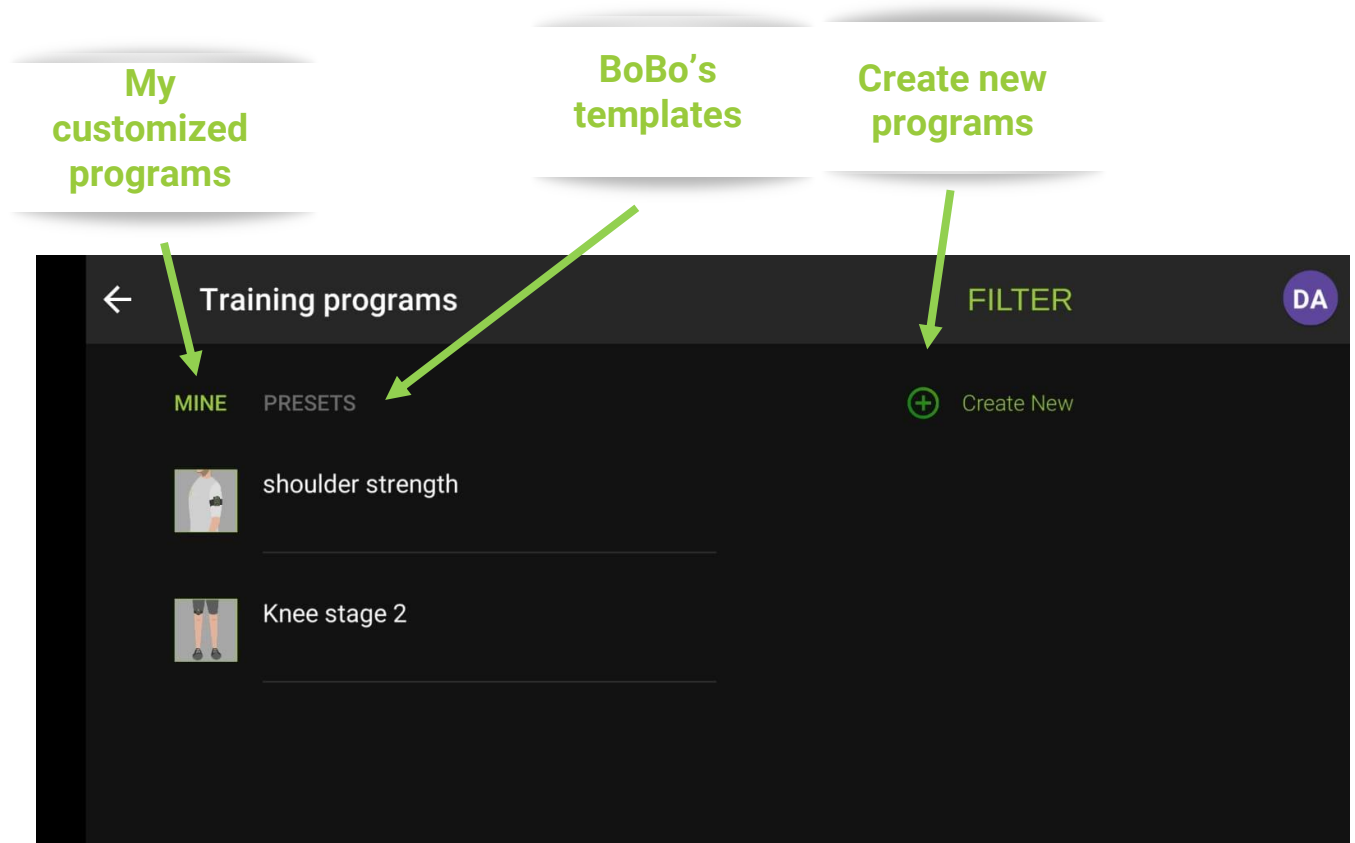 My
customized
programs
BoBo’s
templates
Create new
programs
Training programs
FILTER
DA
MINE
PRESETS
Create New
shoulder strength
Knee stage 2